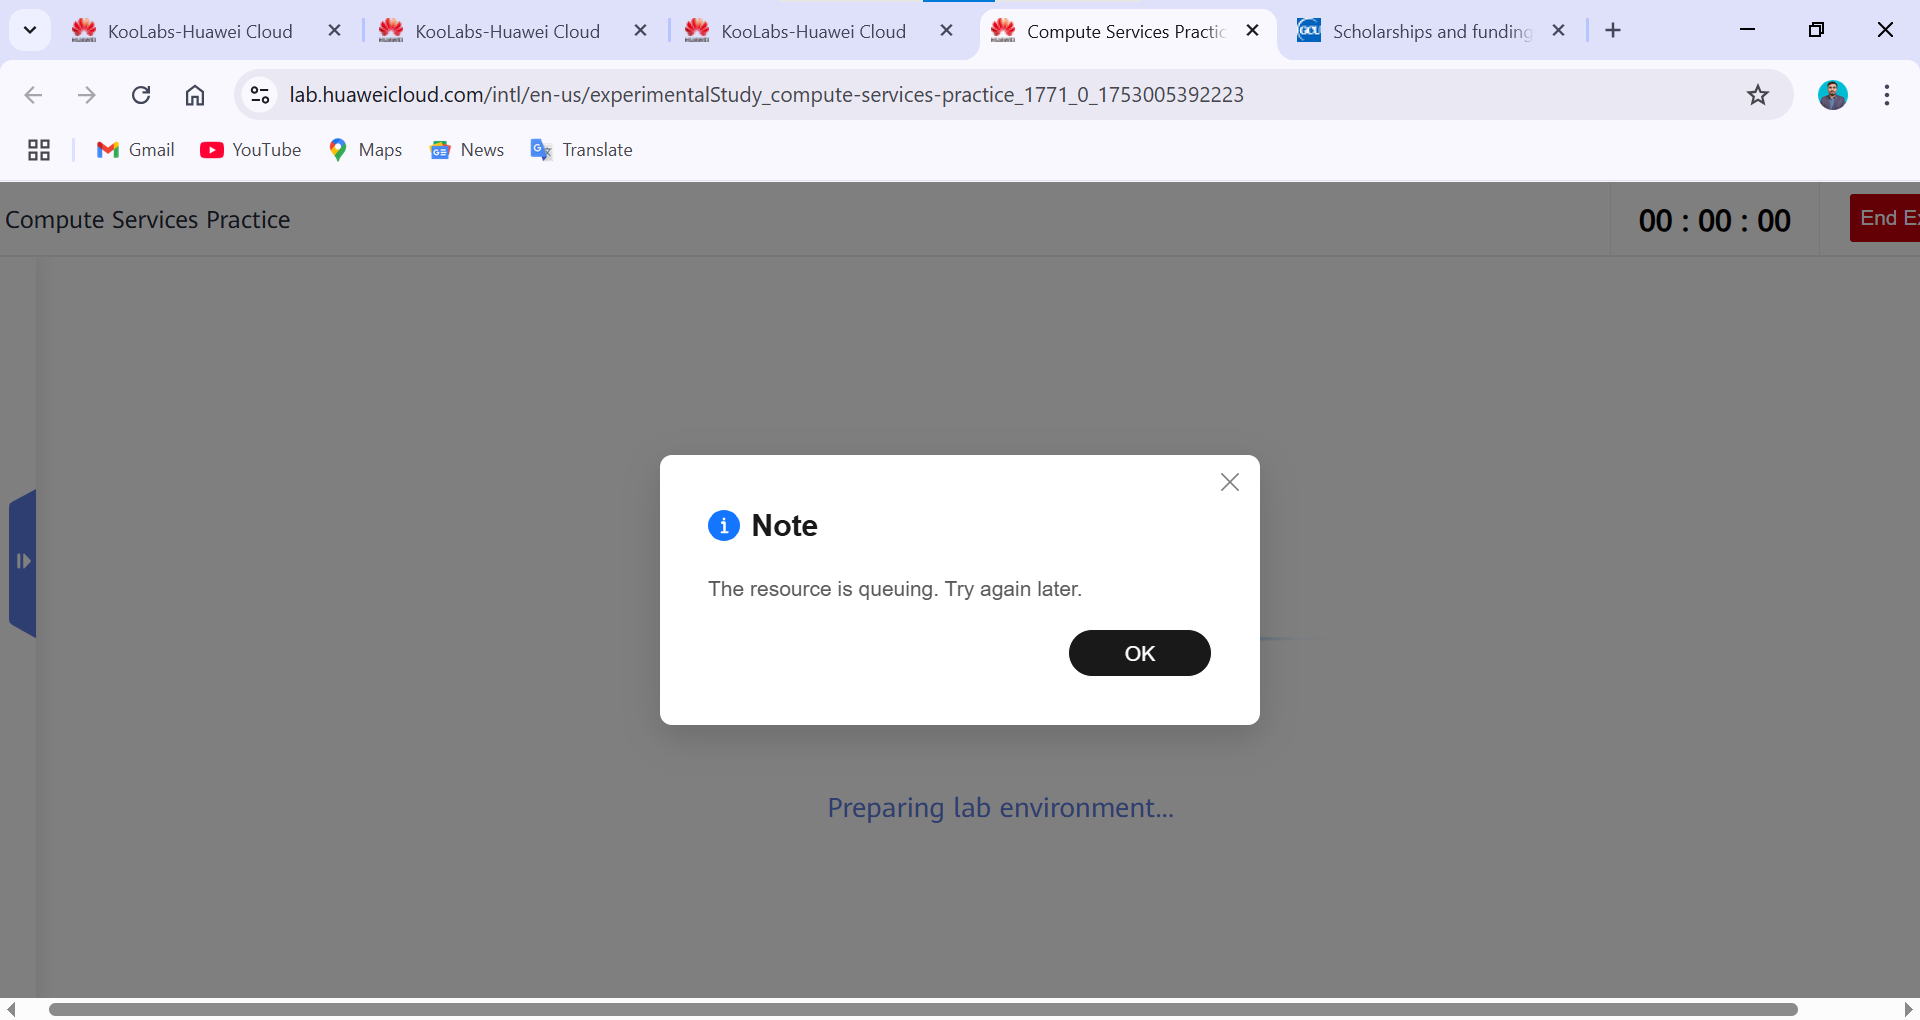 KooLabs-Huawei Cloud
KooLabs-Huawei Cloud
KooLabs-Huawei Cloud
Compute Services Practic
Scholarships and funding
lab.huaweicloud.com/intl/en-us/experimentalStudy_compute-services-practice_1771_0_1753005392223
Gmail
YouTube
Maps
News
Translate
Compute Services Practice
00 : 00 : 00
End Ex
Note
The resource is queuing. Try again later.
OK
Preparing lab environment...